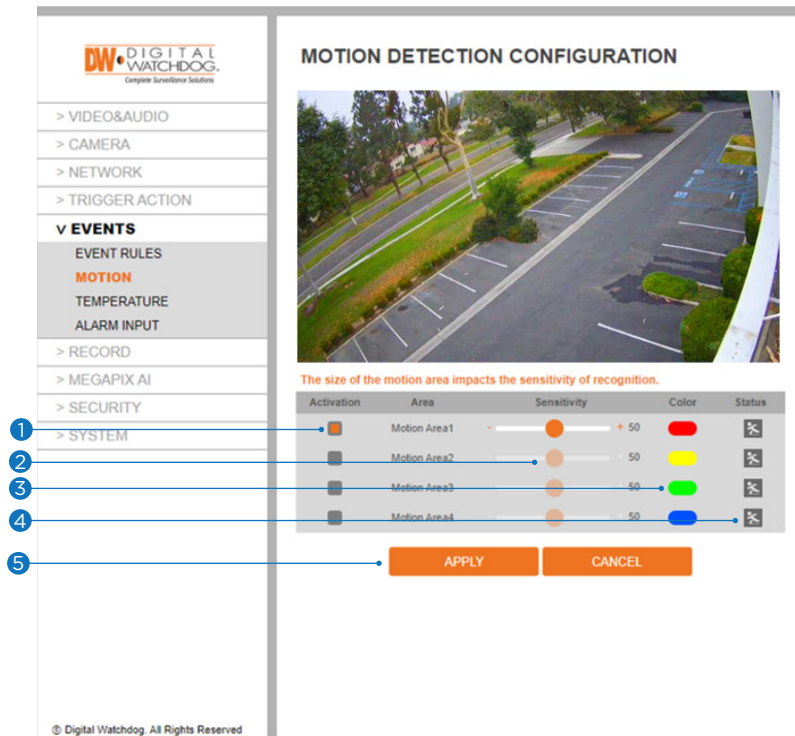 DW DIGITAL
WATCHDOG.
Complete Surveillance Solutions
> VIDEO&AUDIO
> CAMERA
> NETWORK
> TRIGGER ACTION
v EVENTS
EVENT RULES
MOTION
TEMPERATURE
ALARM INPUT
> RECORD
> MEGAPIX AI
> SECURITY
> SYSTEM
® Digital Watchdog. All Rights Reserved
MOTION DETECTION CONFIGURATION
The size of the motion area impacts the sensitivity of recognition.
Activation Area Sensitivity Color Status
1 Motion Area1 - + 50
2 Motion Area2 - + 50
3 Motion Area3 - + 50
4 Motion Area4 - + 50
5 APPLY CANCEL